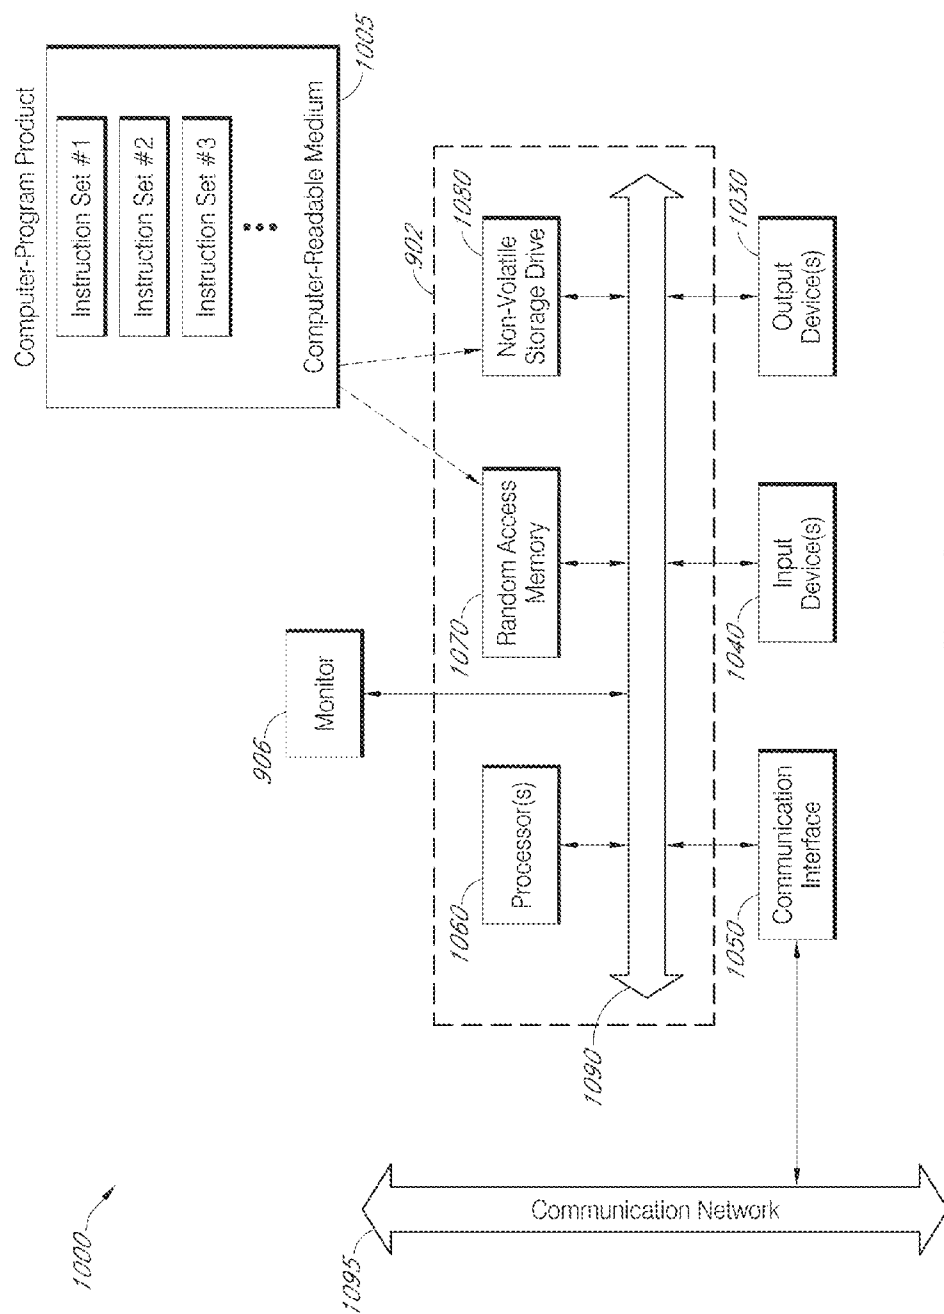 1000
Computer-Program Product
Instruction Set #1
Instruction Set #2
Instruction Set #3
Computer-Readable Medium
1005
906
Monitor
902
1060
Processor(s)
1070
Random Access
Memory
1080
Non-Volatile
Storage Drive
1090
1050
Communication
Interface
1040
Input
Device(s)
1030
Output
Device(s)
1095
Communication Network